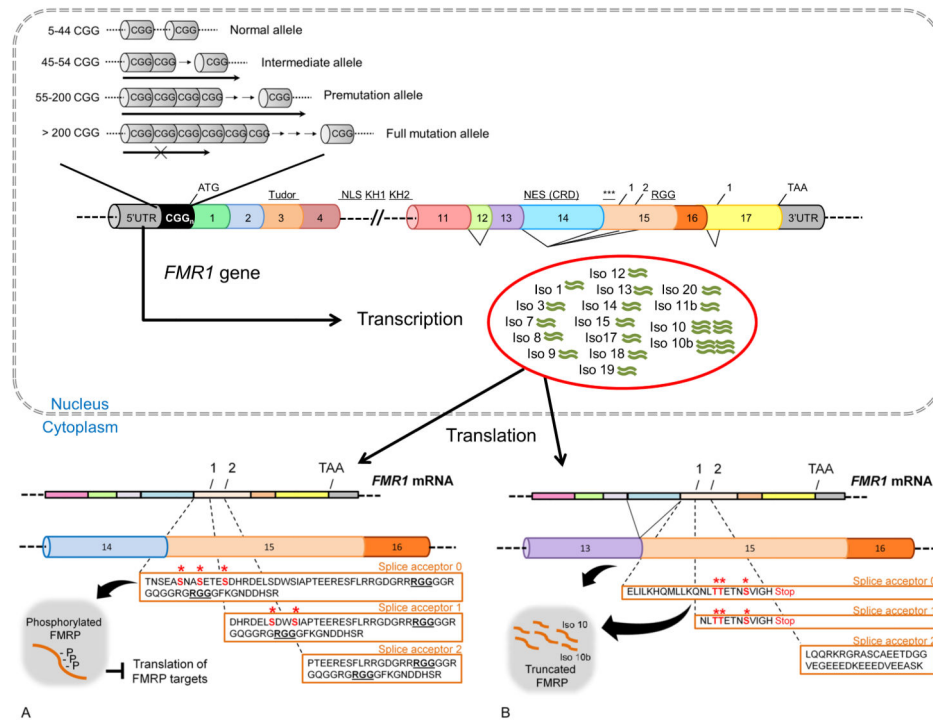 5-44 CGG
CGG
CGG
Normal allele
45-54 CGG
CGG CGG
CGG
Intermediate allele
55-200 CGG
CGG CGG CGG CGG
CGG
Premutation allele
> 200 CGG
CGG CGG CGG CGG CGG CGG
CGG
Full mutation allele
ATG
Tudor
NLS KH1 KH2
NES (CRD)
***
1
2
RGG
1
TAA
5'UTR
CGGn
1
2
3
4
11
12
13
14
15
16
17
3'UTR
FMR1 gene
Transcription
Iso 12
Iso 1
Iso 13
Iso 20
Iso 3
Iso 14
Iso 11b
Iso 7
Iso 15
Iso 10
Iso 8
Iso17
Iso 10b
Iso 9
Iso 18
Iso 19
Nucleus
Cytoplasm
Translation
1 2
TAA
FMR1 mRNA
14
15
16
Splice acceptor 0
* * *
TNSEASNASETESDHRDELSDWSIAPTEERESFLRRGDGRRRGGGGR
GQGGRGRGGGFKGNDDHSR
Splice acceptor 1
* *
DHRDELSDWSIAPTEERESFLRRGDGRRRGGGGR
GQGGRGRGGGFKGNDDHSR
Splice acceptor 2
PTEERESFLRRGDGRRRGGGGR
GQGGRGRGGGFKGNDDHSR
Phosphorylated
FMRP
- P
- P
- P
Translation of
FMRP targets
A
1 2
TAA
FMR1 mRNA
13
15
16
Splice acceptor
** *
ELILKHQMLLKQNLTTETNSVIGH Stop
Splice acceptor 1
** *
NLTTETNSVIGH Stop
Splice acceptor 2
LQQRKRGRASCAEETDGG
VEGEEEDKEEEDVEEASK
Iso 10
Iso 10b
Truncated
FMRP
B